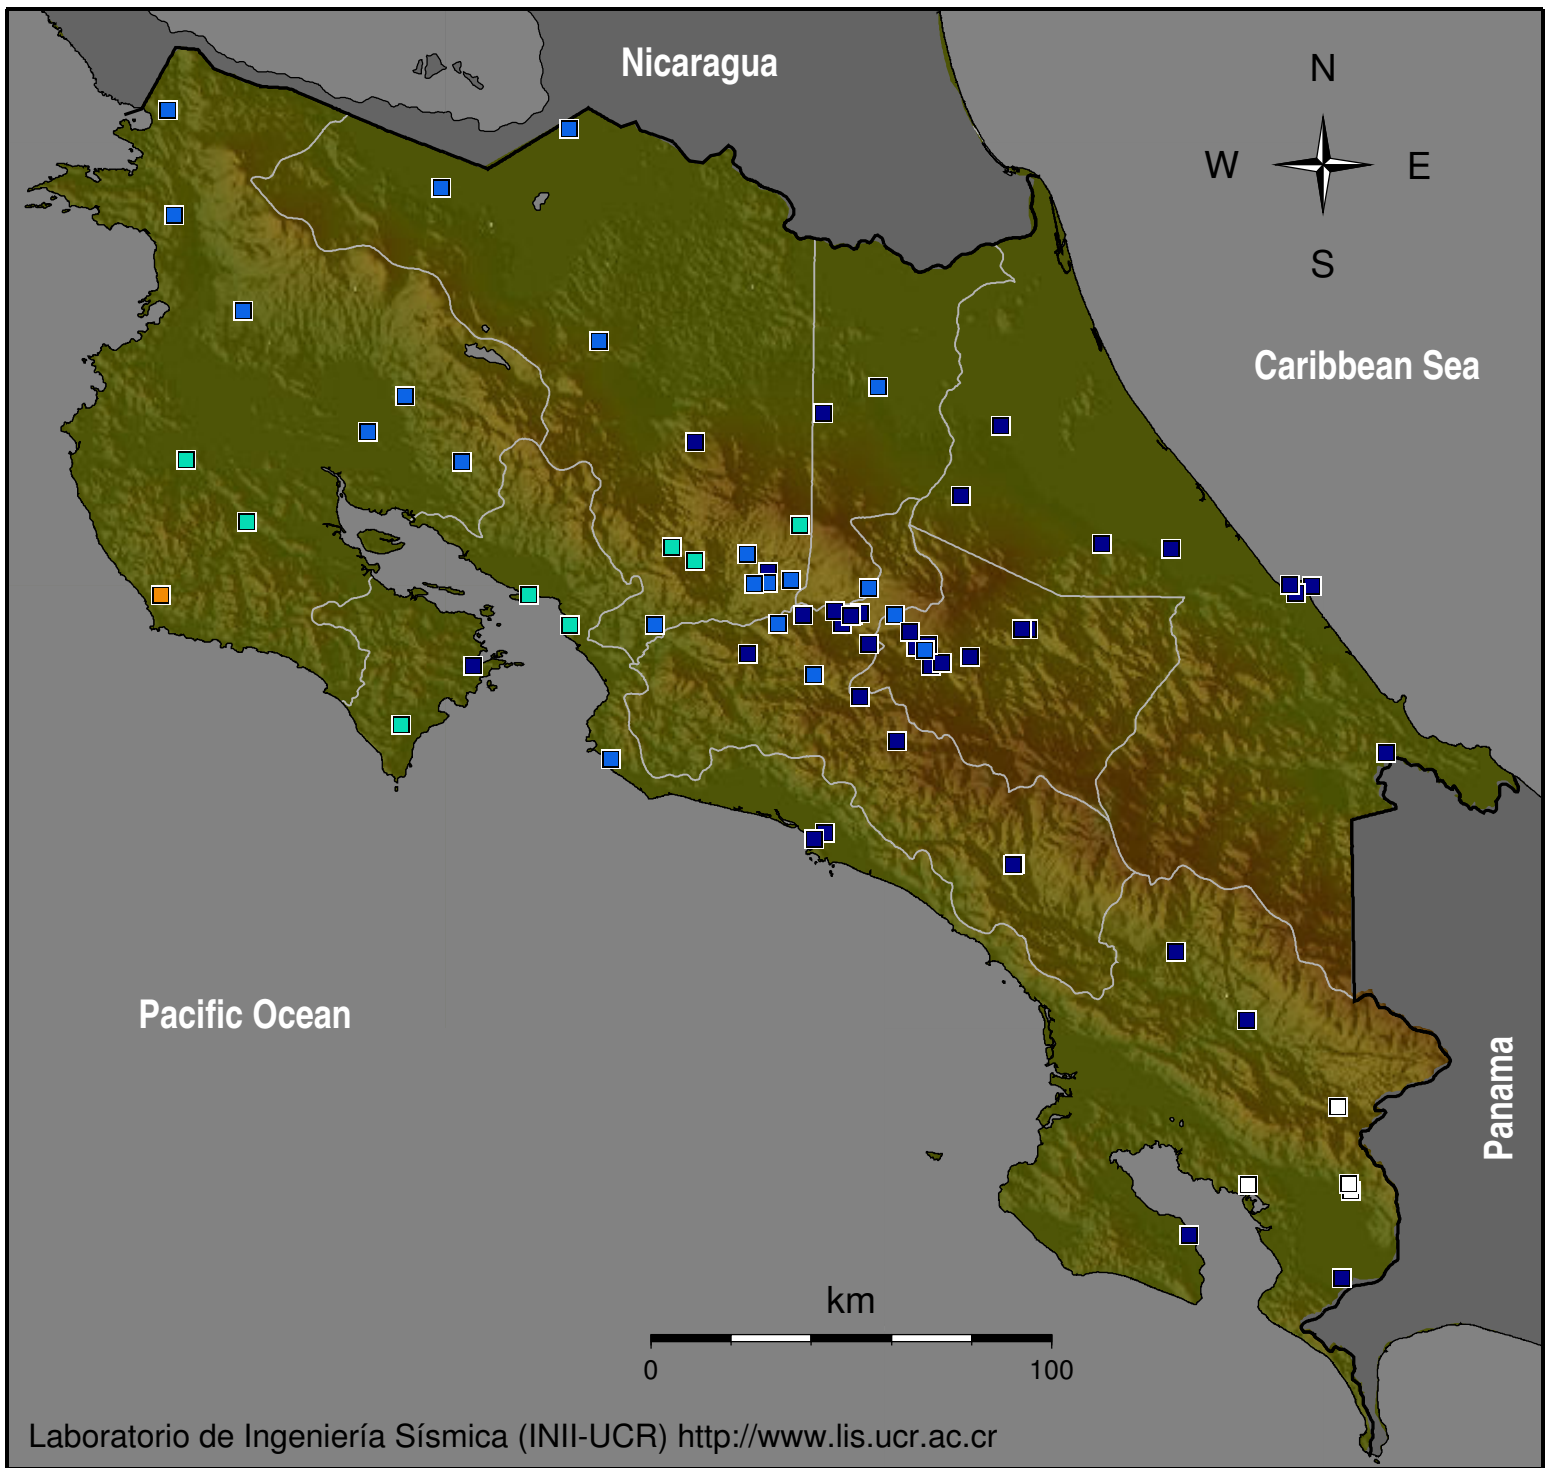 Nicaragua
N
W
E
S
Caribbean Sea
Pacific Ocean
Panama
km
0
100
Laboratorio de Ingeniería Sísmica (INII-UCR) http://www.lis.ucr.ac.cr